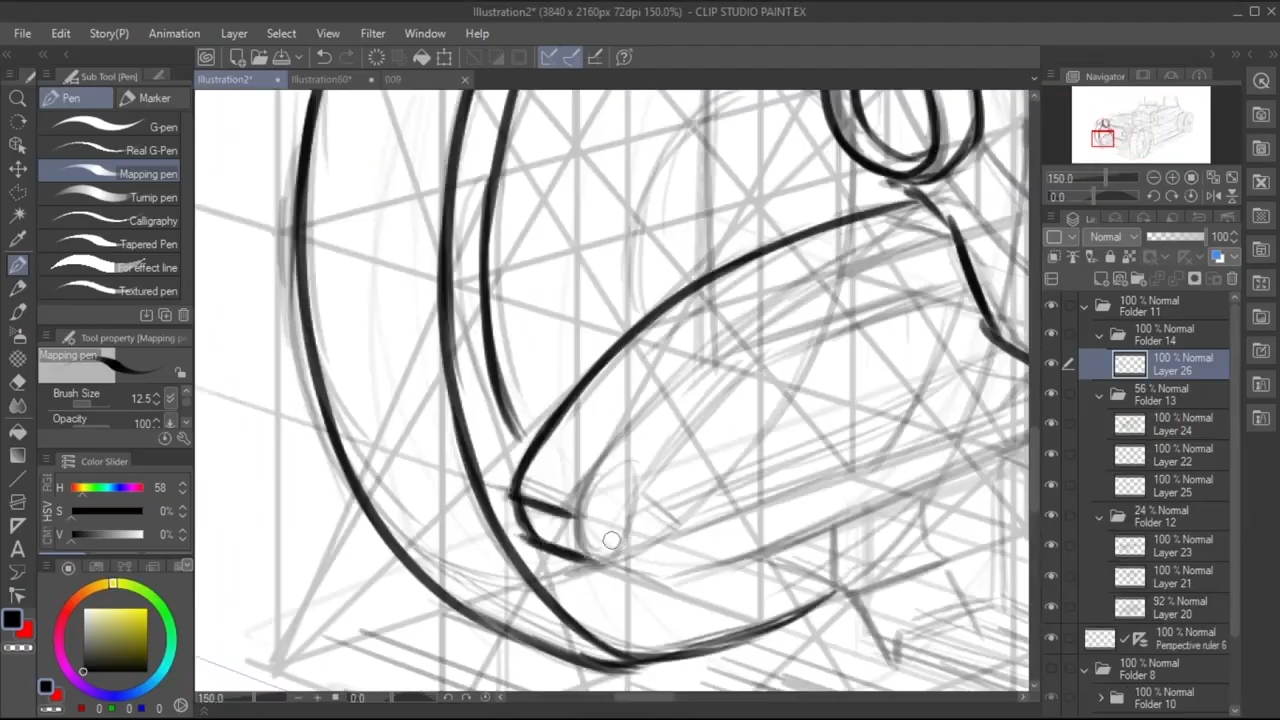 Illustration2* (3840 x 2160px 72dpi 150.0%) - CLIP STUDIO PAINT EX
File Edit Story(P) Animation Layer Select View Filter Window Help
Sub Tool [Pen]
Illustration2*
Illustration60*
009
Navigator
Pen
Marker
G-pen
Real G-Pen
Mapping pen
Turnip pen
Calligraphy
Tapered Pen
For effect line
Textured pen
Tool property [Mapping pe
Mapping pen
Brush Size 12.5
Opacity 100
Color Slider
RGB
HSV
H 58
S 0%
V 0%
0 0 0
150.0 0.0
150.0
0.0
Normal 100
100 % Normal
Folder 11
100 % Normal
Folder 14
100 % Normal
Layer 26
56 % Normal
Folder 13
100 % Normal
Layer 24
100 % Normal
Layer 22
100 % Normal
Layer 25
24 % Normal
Folder 12
100 % Normal
Layer 23
100 % Normal
Layer 21
92 % Normal
Layer 20
100 % Normal
Perspective ruler 6
100 % Normal
Folder 8
100 % Normal
Folder 10